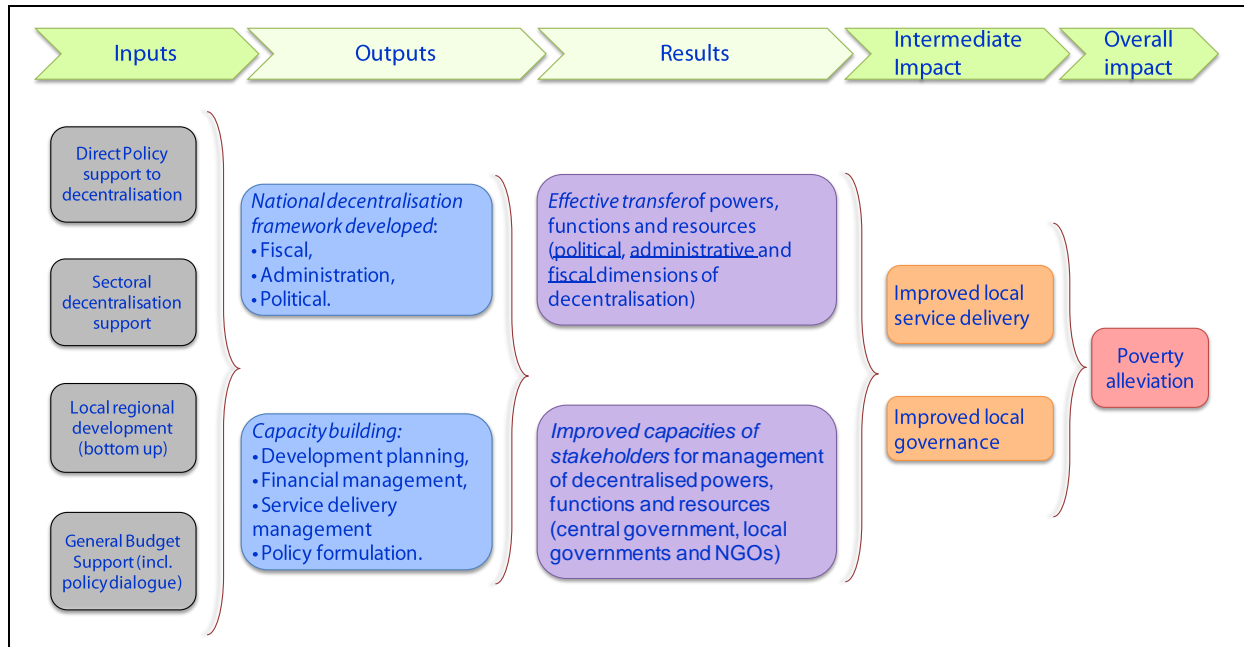 Inputs
Outputs
Results
Intermediate
Impact
Overall
impact
Direct Policy
support to
decentralisation
Sectoral
decentralisation
support
Local regional
development
(bottom up)
General Budget
Support (incl.
policy dialogue)
National decentralisation
framework developed:
• Fiscal,
• Administration,
• Political.
Capacity building:
• Development planning,
• Financial management,
• Service delivery
management
• Policy formulation.
Effective transfer of powers,
functions and resources
(political, administrative and
fiscal dimensions of
decentralisation)
Improved capacities of
stakeholders for management
of decentralised powers,
functions and resources
(central government, local
governments and NGOs)
Improved local
service delivery
Improved local
governance
Poverty
alleviation